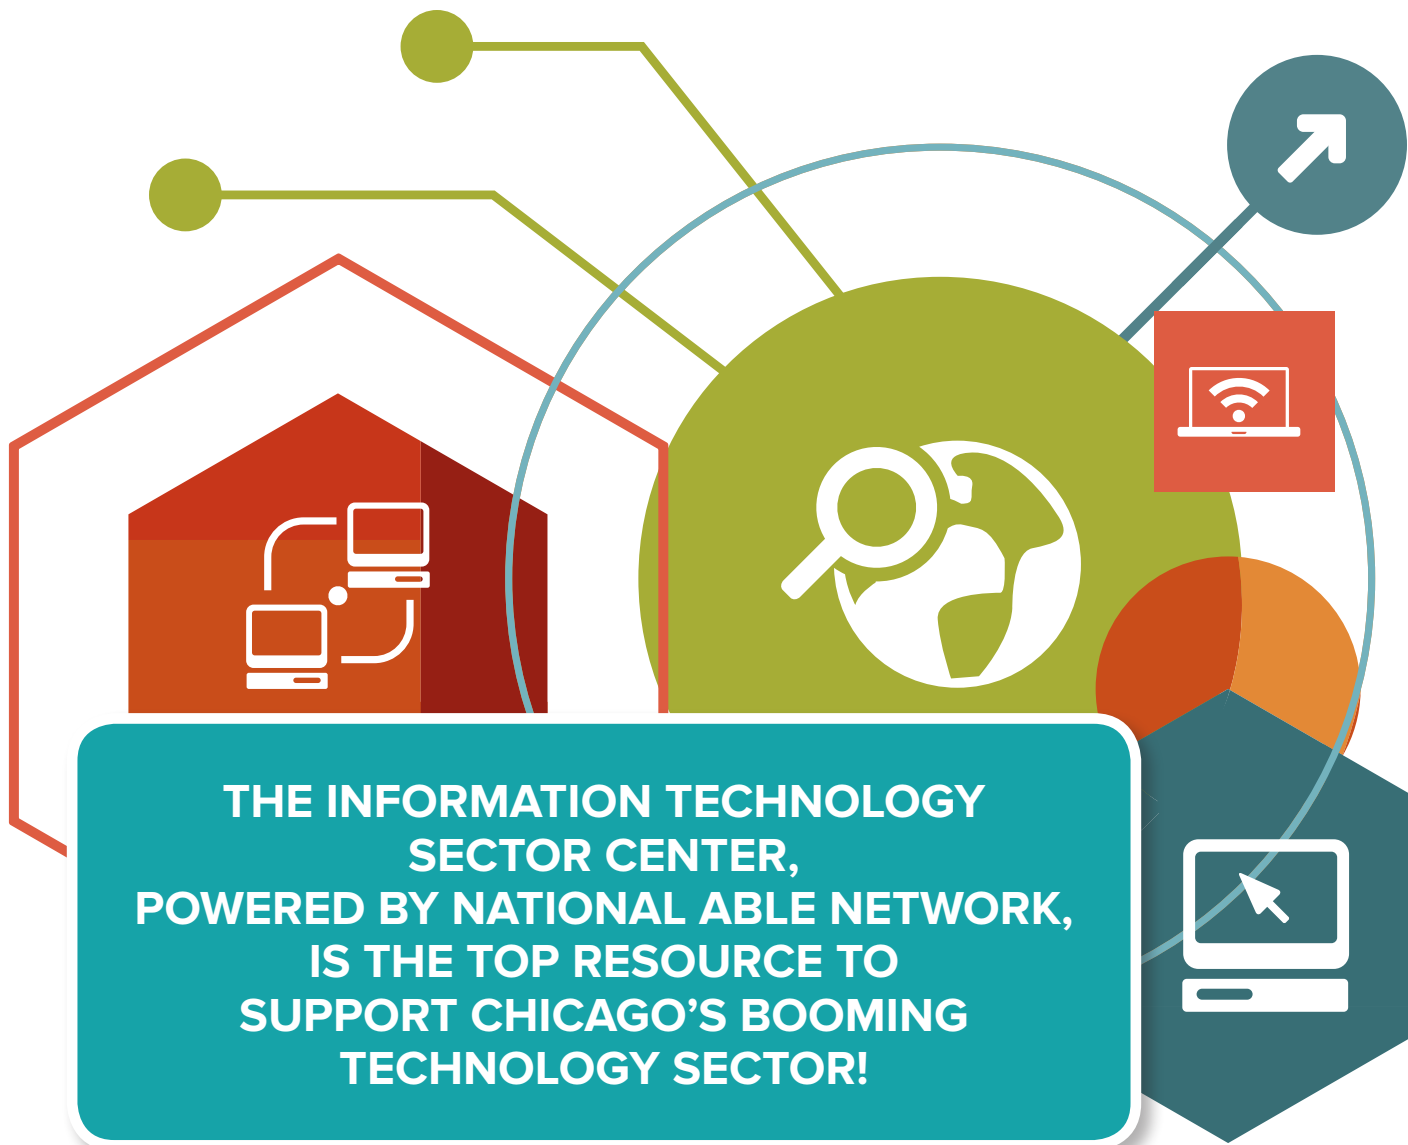 THE INFORMATION TECHNOLOGY
SECTOR CENTER,
POWERED BY NATIONAL ABLE NETWORK,
IS THE TOP RESOURCE TO
SUPPORT CHICAGO’S BOOMING
TECHNOLOGY SECTOR!